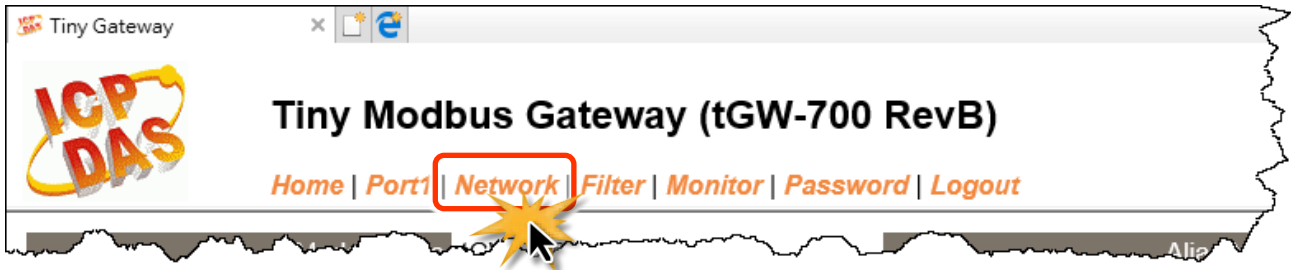 Tiny Gateway
ICP
DAS
Tiny Modbus Gateway (tGW-700 RevB)
Home | Port1 | Network | Filter | Monitor | Password | Logout